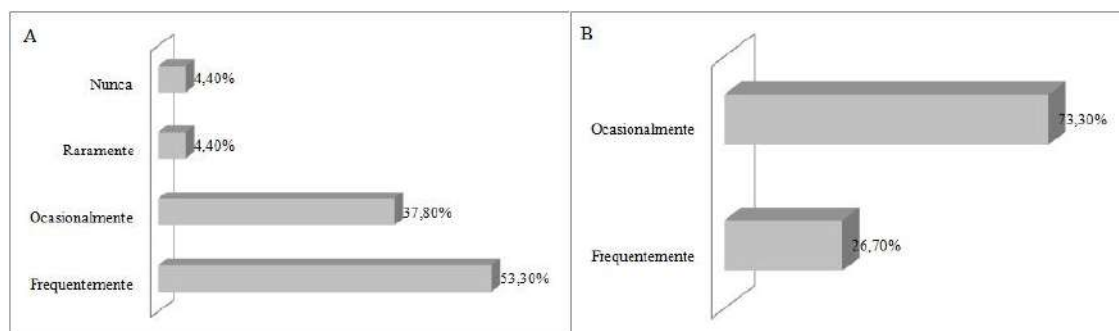 A
Nunca 4,40%
Raramente 4,40%
Ocasionalmente 37,80%
Frequentemente 53,30%
B
Ocasionalmente 73,30%
Frequentemente 26,70%